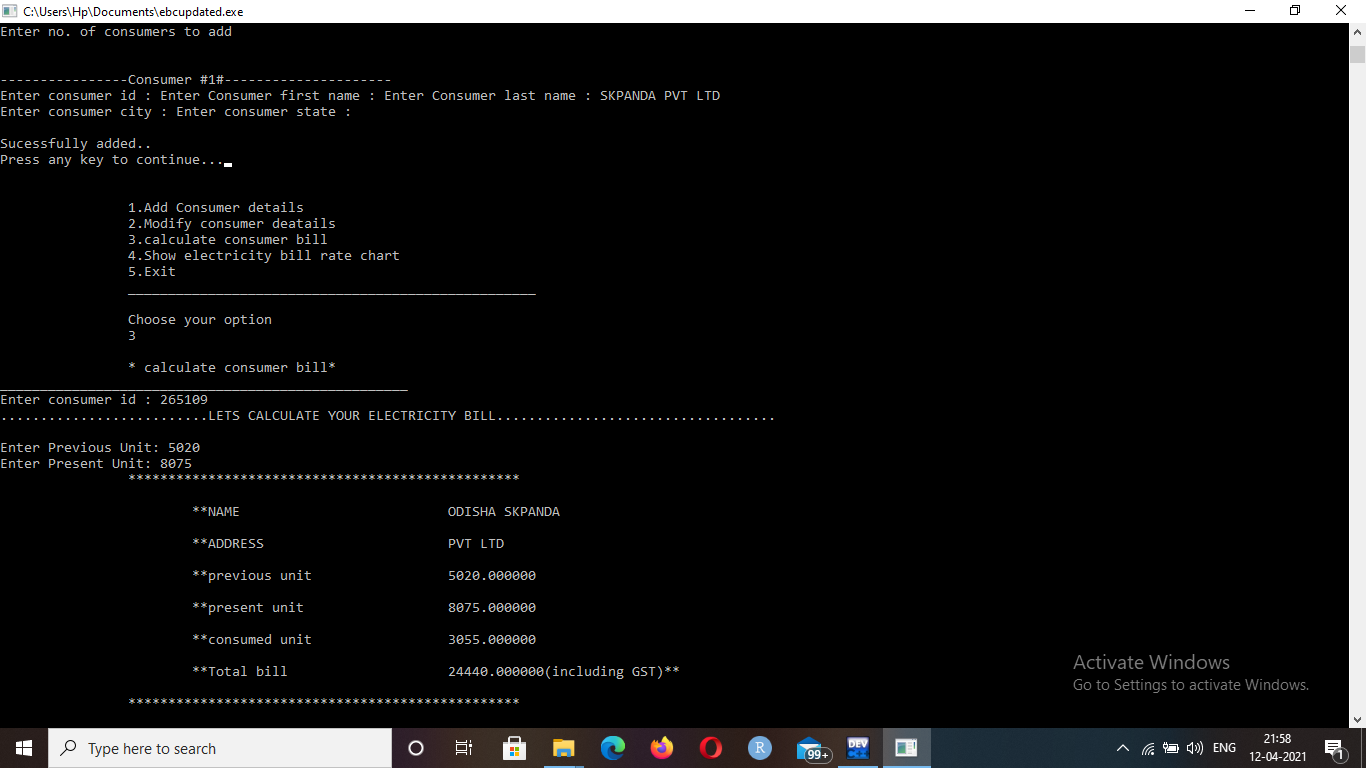 C:\Users\Hp\Documents\ebcupdated.exe
Enter no. of consumers to add
----------------Consumer #1#---------------------
Enter consumer id : Enter Consumer first name : Enter Consumer last name : SKPANDA PVT LTD
Enter consumer city : Enter consumer state :
Sucessfully added..
Press any key to continue...
1.Add Consumer details
2.Modify consumer deatails
3.calculate consumer bill
4.Show electricity bill rate chart
5.Exit
___________________________________________________
Choose your option
3
* calculate consumer bill*
___________________________________________________
Enter consumer id : 265109
..........................LETS CALCULATE YOUR ELECTRICITY BILL...................................
Enter Previous Unit: 5020
Enter Present Unit: 8075
*************************************************
**NAME ODISHA SKPANDA
**ADDRESS PVT LTD
**previous unit 5020.000000
**present unit 8075.000000
**consumed unit 3055.000000
**Total bill 24440.000000(including GST)**
*************************************************
Activate Windows
Go to Settings to activate Windows.
Type here to search
R
99+
DEV
ENG
21:58
12-04-2021
1